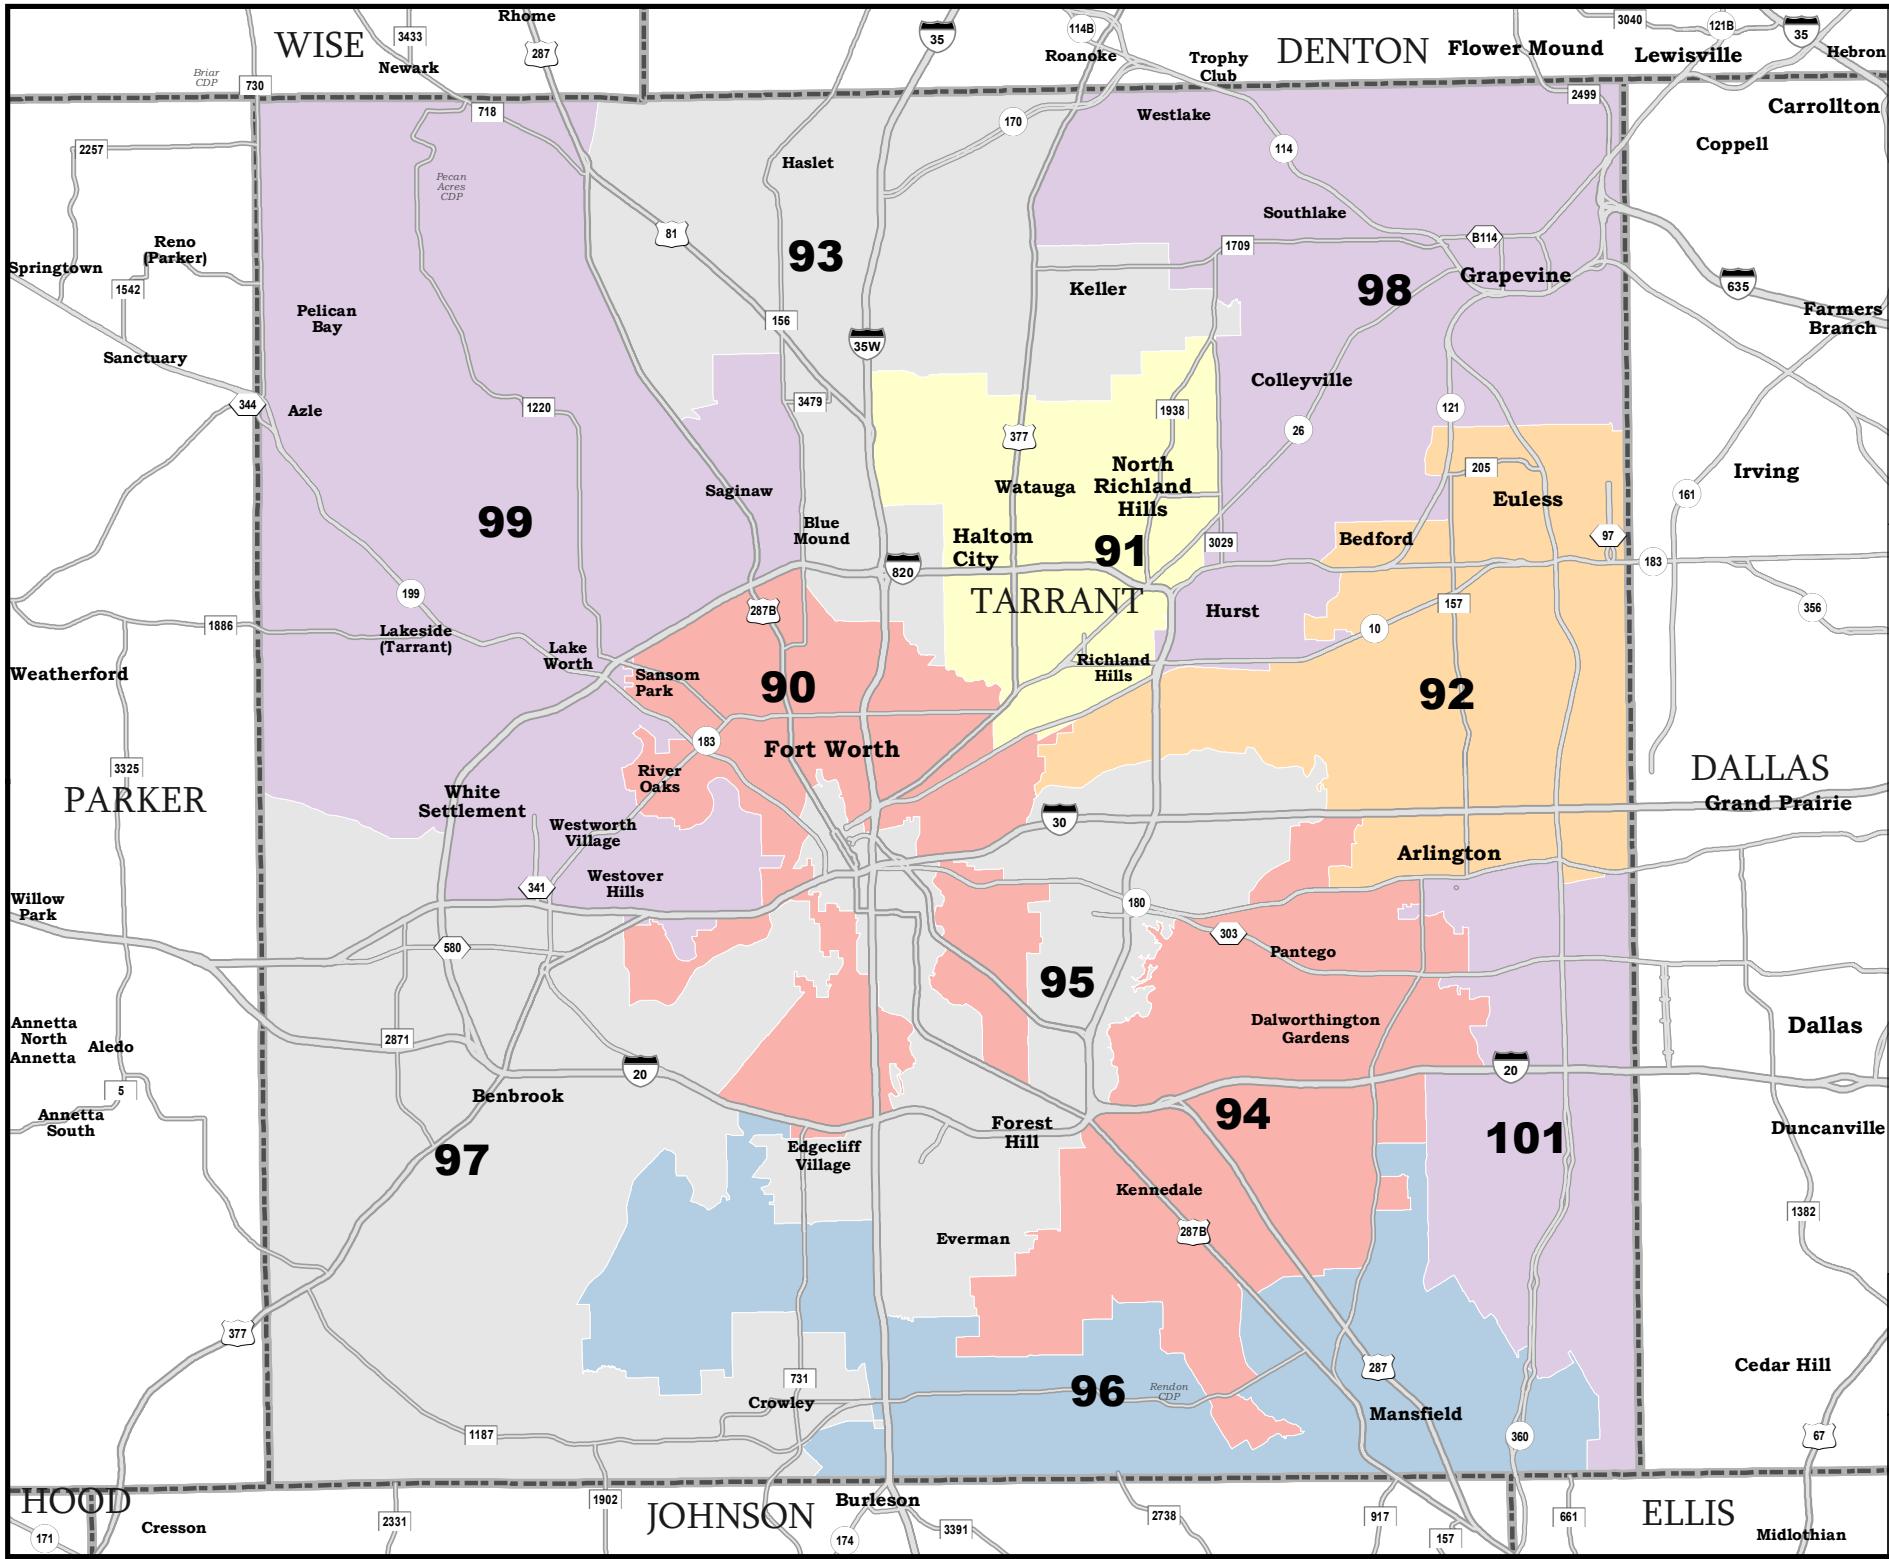 Rhome
WISE
3433
Newark
287
35
114B
Roanoke
Trophy
Club
DENTON
Flower Mound
3040
121B
35
Lewisville
Hebron
Briar
CDP
730
718
170
Westlake
2499
Carrollton
2257
Pecan
Acres
CDP
Haslet
114
Coppell
81
93
Southlake
1709
B114
Reno
(Parker)
Springtown
1542
Keller
98
Grapevine
635
Pelican
Bay
156
35W
Farmers
Branch
Sanctuary
Colleyville
344
Azle
1220
3479
1938
121
377
26
Saginaw
99
Watauga
North
Richland
Hills
205
Euless
161
Irving
Blue
Mound
Haltom
City
91
3029
Bedford
97
820
183
199
287B
TARRANT
Hurst
157
356
1886
Lakeside
(Tarrant)
10
Lake
Worth
Weatherford
Sansom
Park
90
Richland
Hills
92
183
Fort Worth
3325
River
Oaks
DALLAS
PARKER
White
Settlement
Grand Prairie
30
Westworth
Village
Arlington
341
Westover
Hills
Willow
Park
180
580
303
Pantego
95
Annetta
North
Annetta
Aledo
2871
Dalworthington
Gardens
Dallas
5
20
20
Benbrook
Annetta
South
Forest
Hill
94
101
Duncanville
97
Edgecliff
Village
Kennedale
1382
Everman
287B
377
287
Cedar Hill
731
96
Rendon
CDP
Crowley
Mansfield
1187
360
67
HOOD
1902
JOHNSON
Burleson
ELLIS
171
Cresson
2331
174
3391
2738
917
157
661
Midlothian